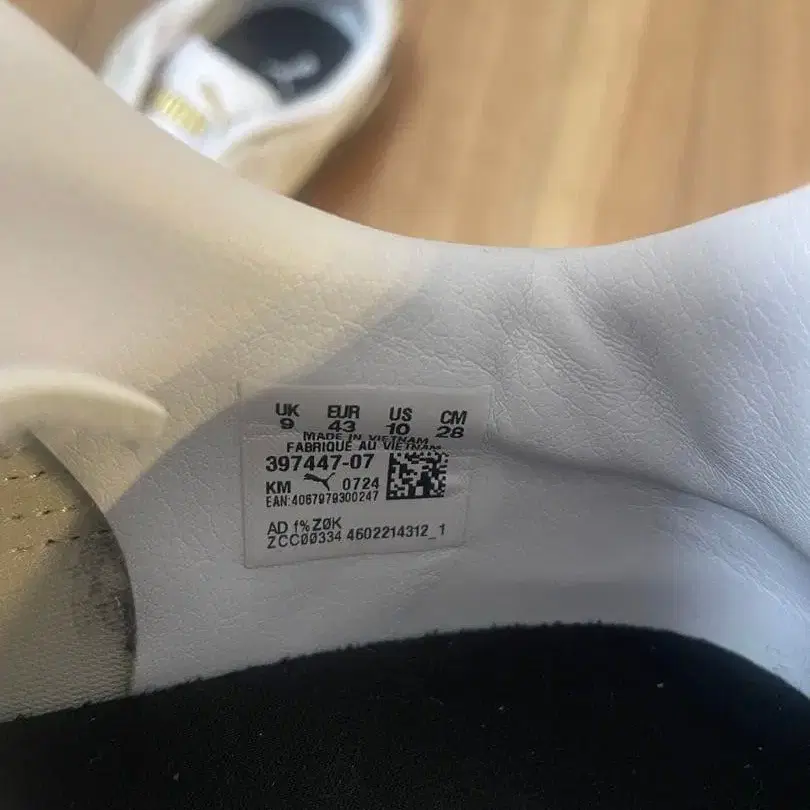 UK EUR US CM
9 43 10 28
MADE IN VIETNAM
FABRIQUE AU VIETNAM
397447-07
KM 0724
EAN:4067979300247
AD 1%ZØK
ZCC00334 4602214312_1